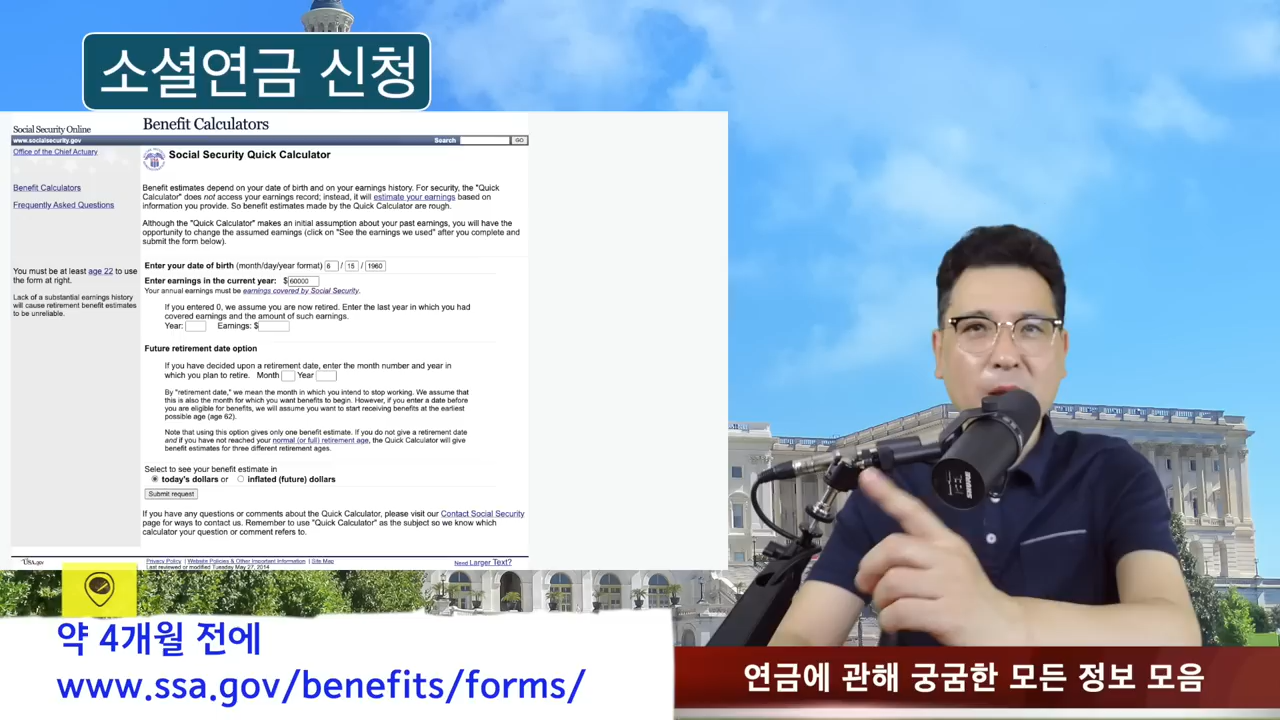 소셜연금 신청
Social Security Online
www.socialsecurity.gov
Office of the Chief Actuary
Benefit Calculators
Frequently Asked Questions
You must be at least age 22 to use
the form at right.
Lack of a substantial earnings history
will cause retirement benefit estimates
to be unreliable.
Benefit Calculators
Search GO
Social Security Quick Calculator
Benefit estimates depend on your date of birth and on your earnings history. For security, the "Quick
Calculator" does not access your earnings record; instead, it will estimate your earnings based on
information you provide. So benefit estimates made by the Quick Calculator are rough.
Although the "Quick Calculator" makes an initial assumption about your past earnings, you will have the
opportunity to change the assumed earnings (click on "See the earnings we used" after you complete and
submit the form below).
Enter your date of birth (month/day/year format) 6 / 15 / 1960
Enter earnings in the current year: $ 60000
Your annual earnings must be earnings covered by Social Security.
If you entered 0, we assume you are now retired. Enter the last year in which you had
covered earnings and the amount of such earnings.
Year: Earnings: $
Future retirement date option
If you have decided upon a retirement date, enter the month number and year in
which you plan to retire. Month Year
By "retirement date," we mean the month in which you intend to stop working. We assume that
this is also the month for which you want benefits to begin. However, if you enter a date before
you are eligible for benefits, we will assume you want to start receiving benefits at the earliest
possible age (age 62).
Note that using this option gives only one benefit estimate. If you do not give a retirement date
and if you have not reached your normal (or full) retirement age, the Quick Calculator will give
benefit estimates for three different retirement ages.
Select to see your benefit estimate in
today's dollars or inflated (future) dollars
Submit request
If you have any questions or comments about the Quick Calculator, please visit our Contact Social Security
page for ways to contact us. Remember to use "Quick Calculator" as the subject so we know which
calculator your question or comment refers to.
USA.gov
Privacy Policy | Website Policies & Other Important Information | Site Map
Last reviewed or modified Tuesday May 27, 2014
Need Larger Text?
약 4개월 전에
www.ssa.gov/benefits/forms/
연금에 관해 궁굼한 모든 정보 모음